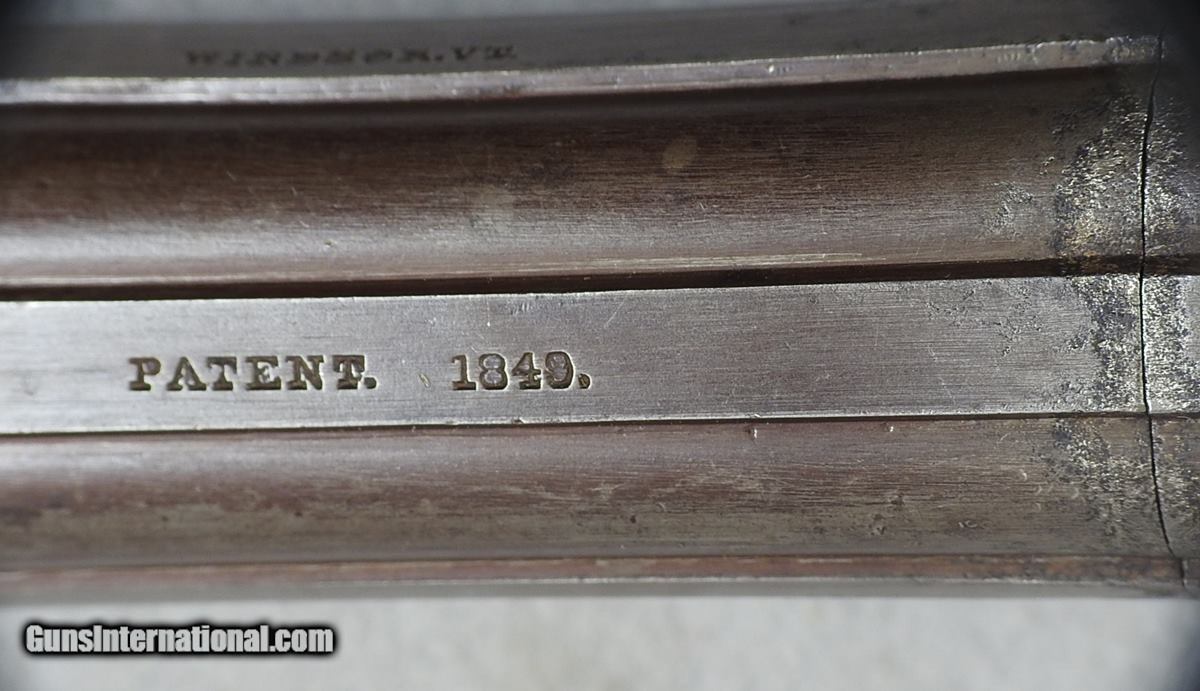 WINDSOR. VT
PATENT. 1849.
GunsInternational.com